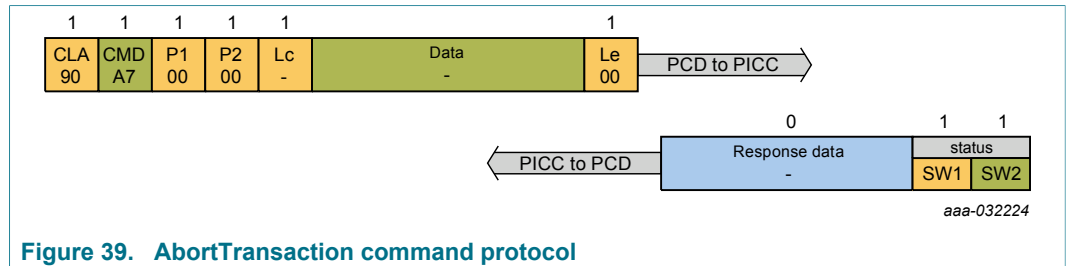 1 1 1 1 1 1
CLA CMD P1 P2 Lc Data Le
90 A7 00 00 - - 00
PCD to PICC
0 1 1
PICC to PCD
Response data
-
status
SW1 SW2
aaa-032224
Figure 39. AbortTransaction command protocol